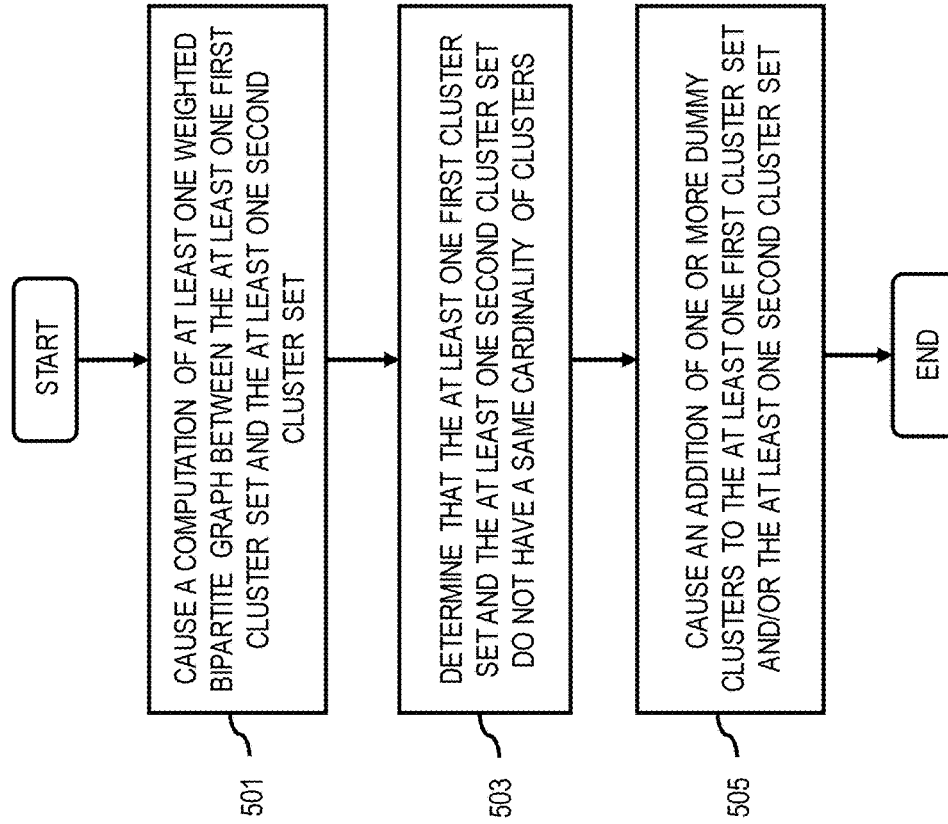 START
CAUSE A COMPUTATION OF AT LEAST ONE WEIGHTED
BIPARTITE GRAPH BETWEEN THE AT LEAST ONE FIRST
CLUSTER SET AND THE AT LEAST ONE SECOND
CLUSTER SET
501
DETERMINE THAT THE AT LEAST ONE FIRST CLUSTER
SET AND THE AT LEAST ONE SECOND CLUSTER SET
DO NOT HAVE A SAME CARDINALITY OF CLUSTERS
503
CAUSE AN ADDITION OF ONE OR MORE DUMMY
CLUSTERS TO THE AT LEAST ONE FIRST CLUSTER SET
AND/OR THE AT LEAST ONE SECOND CLUSTER SET
505
END